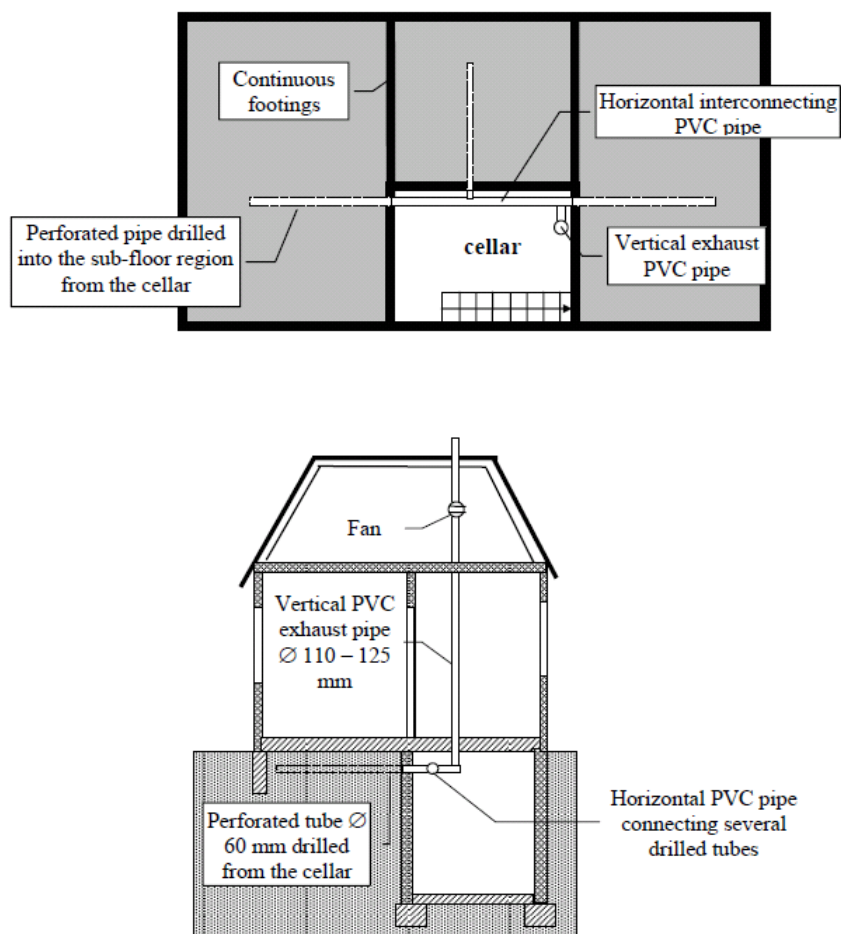 Continuous
footings
Horizontal interconnecting
PVC pipe
Perforated pipe drilled
into the sub-floor region
from the cellar
cellar
Vertical exhaust
PVC pipe
Fan
Vertical PVC
exhaust pipe
∅ 110 – 125
mm
Perforated tube ∅
60 mm drilled
from the cellar
Horizontal PVC pipe
connecting several
drilled tubes